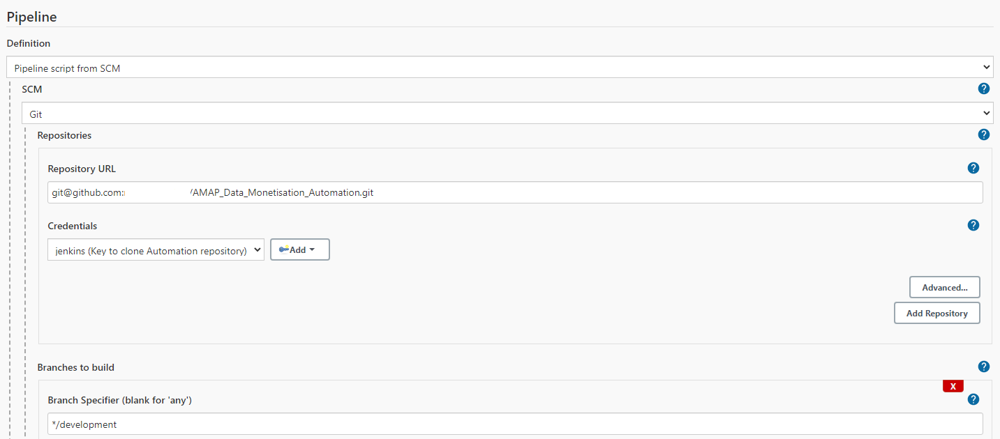 Pipeline
Definition
Pipeline script from SCM
SCM
?
Git
Repositories
?
Repository URL
?
git@github.com: /AMAP_Data_Monetisation_Automation.git
Credentials
?
jenkins (Key to clone Automation repository)
Add
Advanced...
Add Repository
Branches to build
?
X
Branch Specifier (blank for 'any')
?
*/development